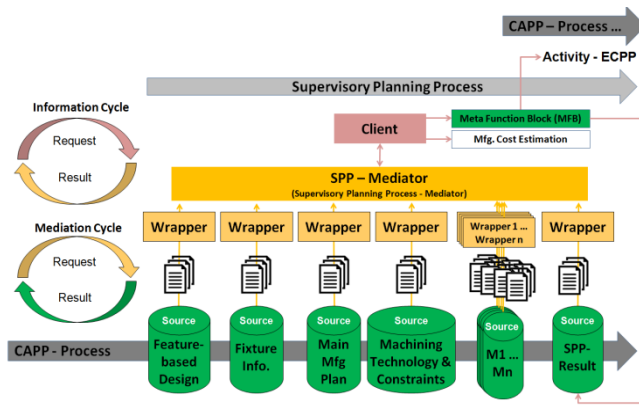 CAPP – Process ...
Activity - ECPP
Supervisory Planning Process
Information Cycle
Request
Result
Client
Meta Function Block (MFB)
Mfg. Cost Estimation
SPP – Mediator
(Supervisory Planning Process - Mediator)
Mediation Cycle
Request
Result
Wrapper
Wrapper
Wrapper
Wrapper
Wrapper 1 ...
Wrapper n
Wrapper
CAPP - Process
Source
Feature-
based
Design
Source
Fixture
Info.
Source
Main
Mfg
Plan
Source
Machining
Technology &
Constraints
Source
M1 ...
Mn
Source
SPP-
Result